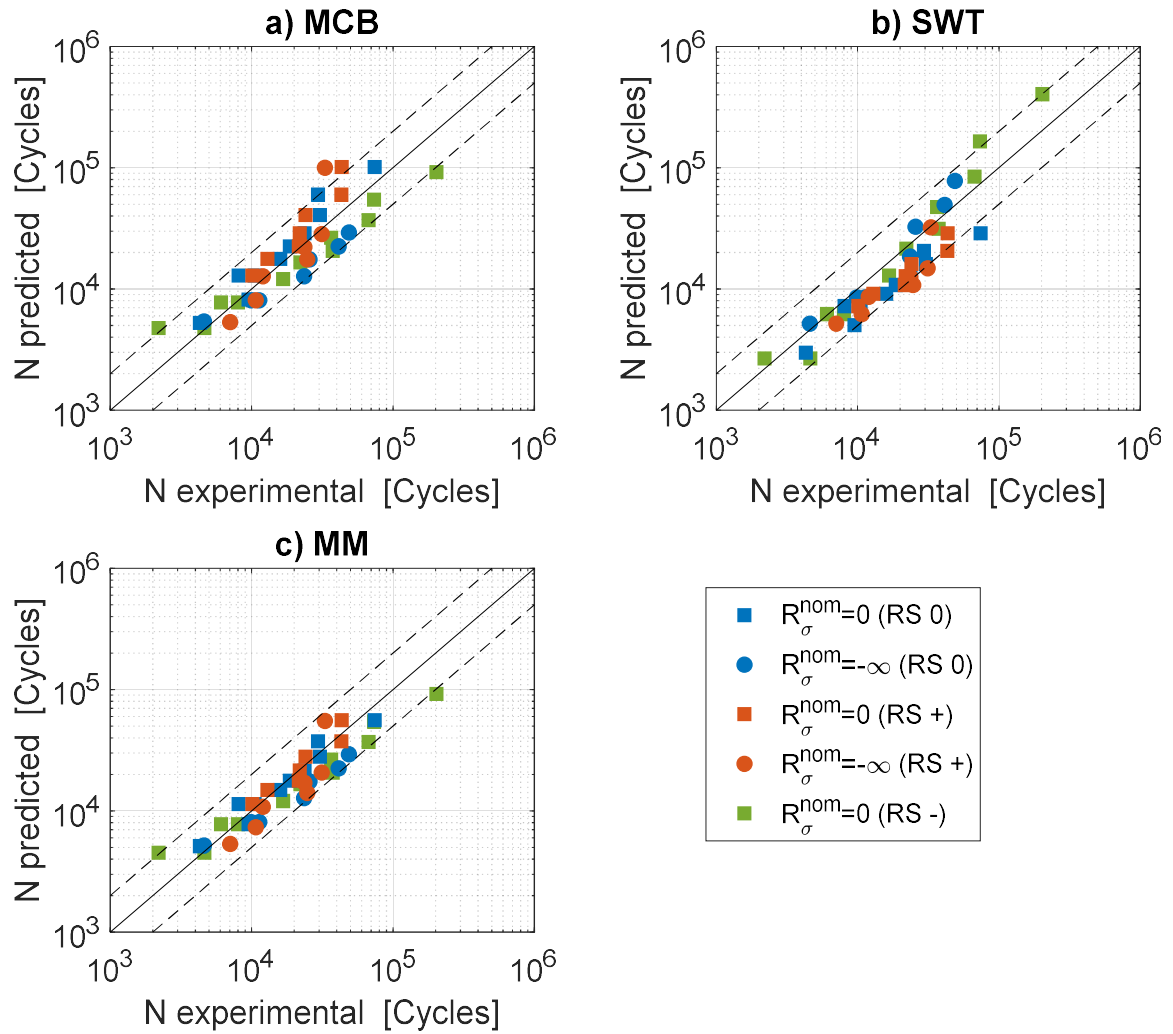 a) MCB
N predicted [Cycles]
10^6
10^5
10^4
10^3
10^3 10^4 10^5 10^6
N experimental [Cycles]
b) SWT
N predicted [Cycles]
10^6
10^5
10^4
10^3
10^3 10^4 10^5 10^6
N experimental [Cycles]
c) MM
N predicted [Cycles]
10^6
10^5
10^4
10^3
10^3 10^4 10^5 10^6
N experimental [Cycles]
R_σ^nom=0 (RS 0)
R_σ^nom=-∞ (RS 0)
R_σ^nom=0 (RS +)
R_σ^nom=-∞ (RS +)
R_σ^nom=0 (RS -)